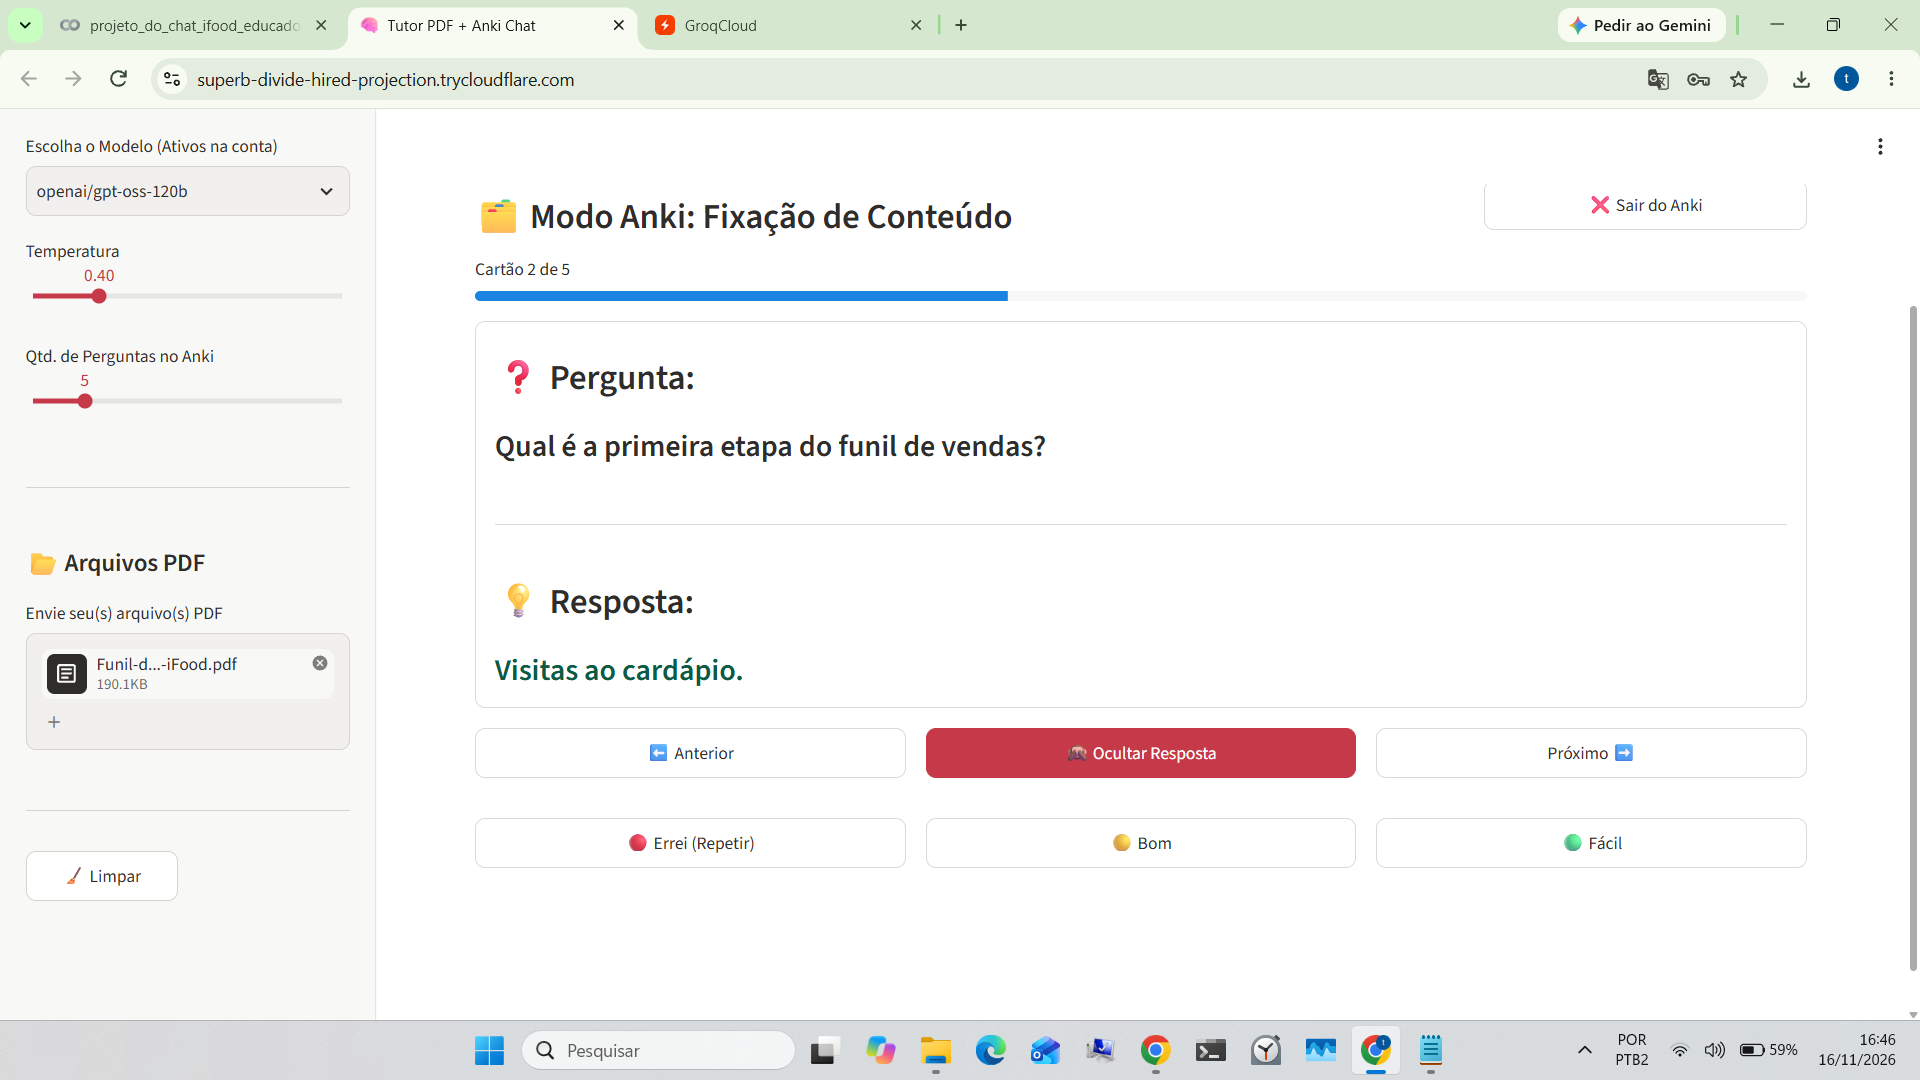 projeto_do_chat_ifood_educado
Tutor PDF + Anki Chat
GroqCloud
Pedir ao Gemini
superb-divide-hired-projection.trycloudflare.com
t
Escolha o Modelo (Ativos na conta)
openai/gpt-oss-120b
Temperatura
0.40
Qtd. de Perguntas no Anki
5
Arquivos PDF
Envie seu(s) arquivo(s) PDF
Funil-d...-iFood.pdf
190.1KB
Limpar
Modo Anki: Fixação de Conteúdo
Sair do Anki
Cartão 2 de 5
Pergunta:
Qual é a primeira etapa do funil de vendas?
Resposta:
Visitas ao cardápio.
Anterior
Ocultar Resposta
Próximo
Errei (Repetir)
Bom
Fácil
Pesquisar
POR
PTB2
59%
16:46
16/11/2026